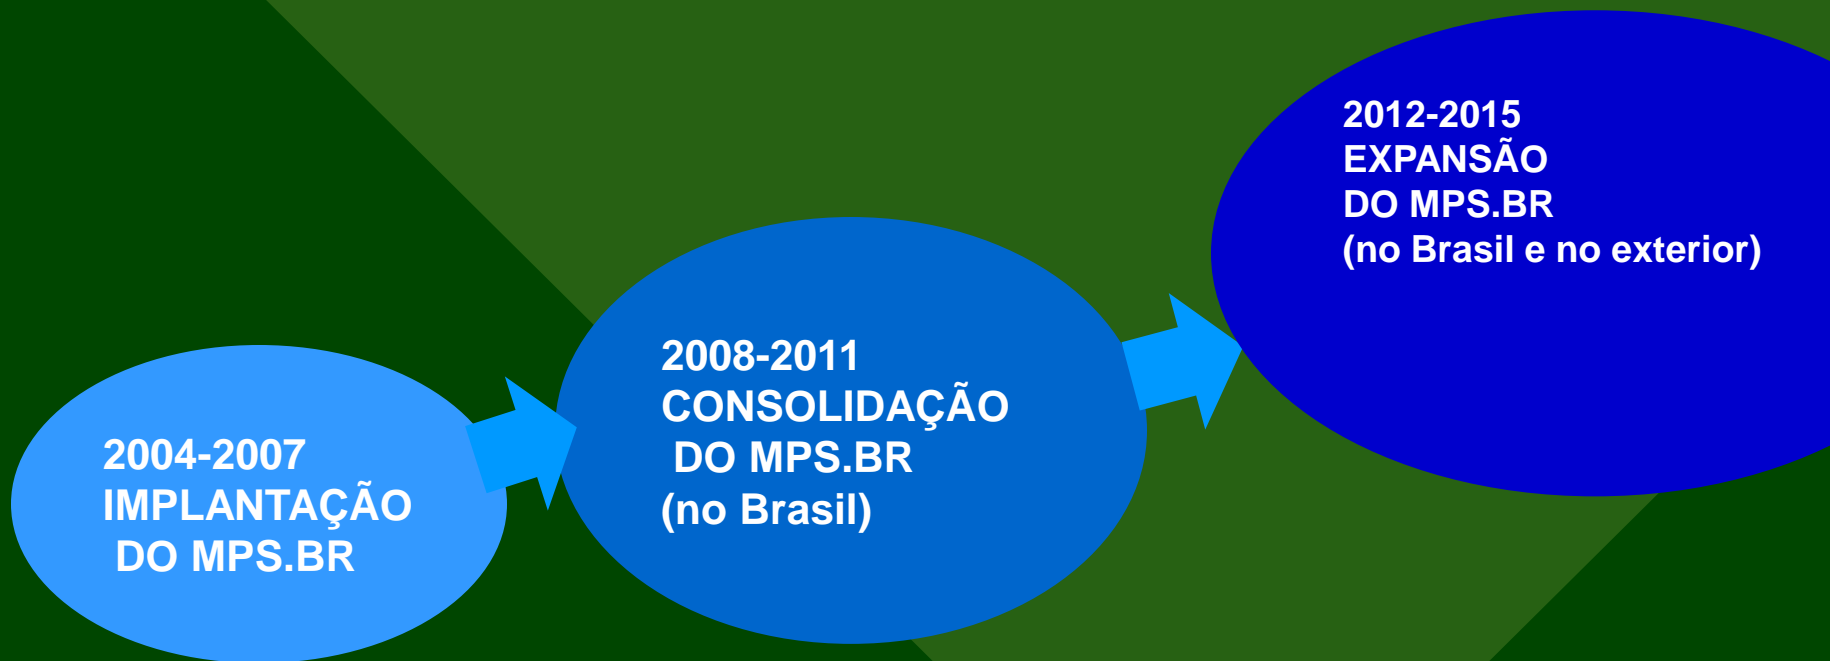 2004-2007
IMPLANTAÇÃO
DO MPS.BR
2008-2011
CONSOLIDAÇÃO
DO MPS.BR
(no Brasil)
2012-2015
EXPANSÃO
DO MPS.BR
(no Brasil e no exterior)